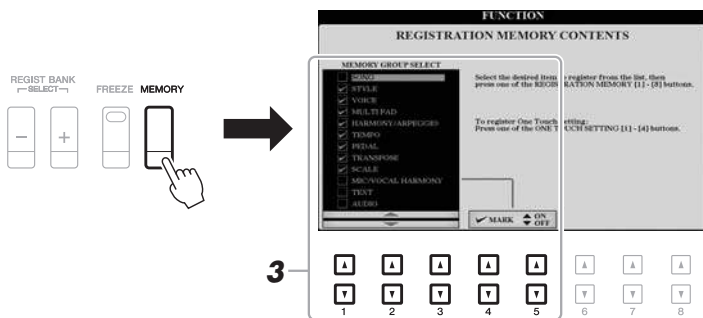 REGIST BANK
SELECT
FREEZE
MEMORY
-
+
FUNCTION
REGISTRATION MEMORY CONTENTS
MEMORY GROUP SELECT
SONG
STYLE
VOICE
MULTI PAD
HARMONY/ARPEGGIO
TEMPO
PEDAL
TRANSPOSE
SCALE
MIC/VOCAL HARMONY
TEXT
AUDIO
Select the desired item to register from the list, then
press one of the REGISTRATION MEMORY [1] - [8] buttons.
To register One Touch Setting:
Press one of the ONE TOUCH SETTING [1] - [4] buttons.
MARK
ON
OFF
3
1 2 3 4 5 6 7 8